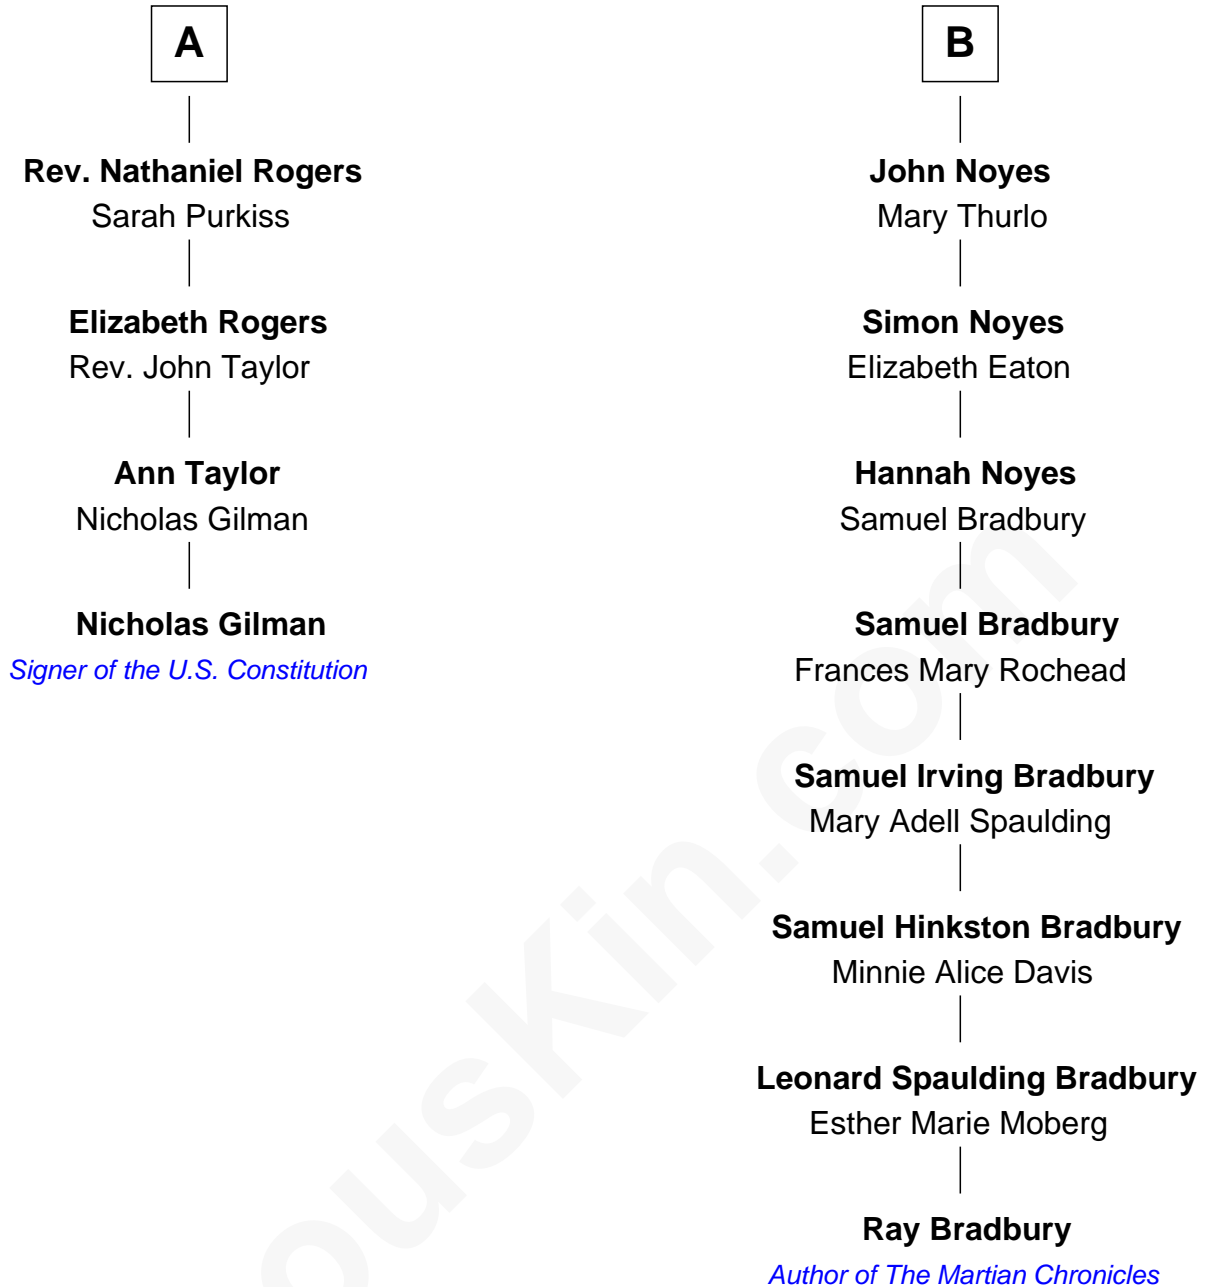 A
Rev. Nathaniel Rogers
Sarah Purkiss
Elizabeth Rogers
Rev. John Taylor
Ann Taylor
Nicholas Gilman
Nicholas Gilman
Signer of the U.S. Constitution
B
John Noyes
Mary Thurlo
Simon Noyes
Elizabeth Eaton
Hannah Noyes
Samuel Bradbury
Samuel Bradbury
Frances Mary Rochead
Samuel Irving Bradbury
Mary Adell Spaulding
Samuel Hinkston Bradbury
Minnie Alice Davis
Leonard Spaulding Bradbury
Esther Marie Moberg
Ray Bradbury
Author of The Martian Chronicles
ousKin.com